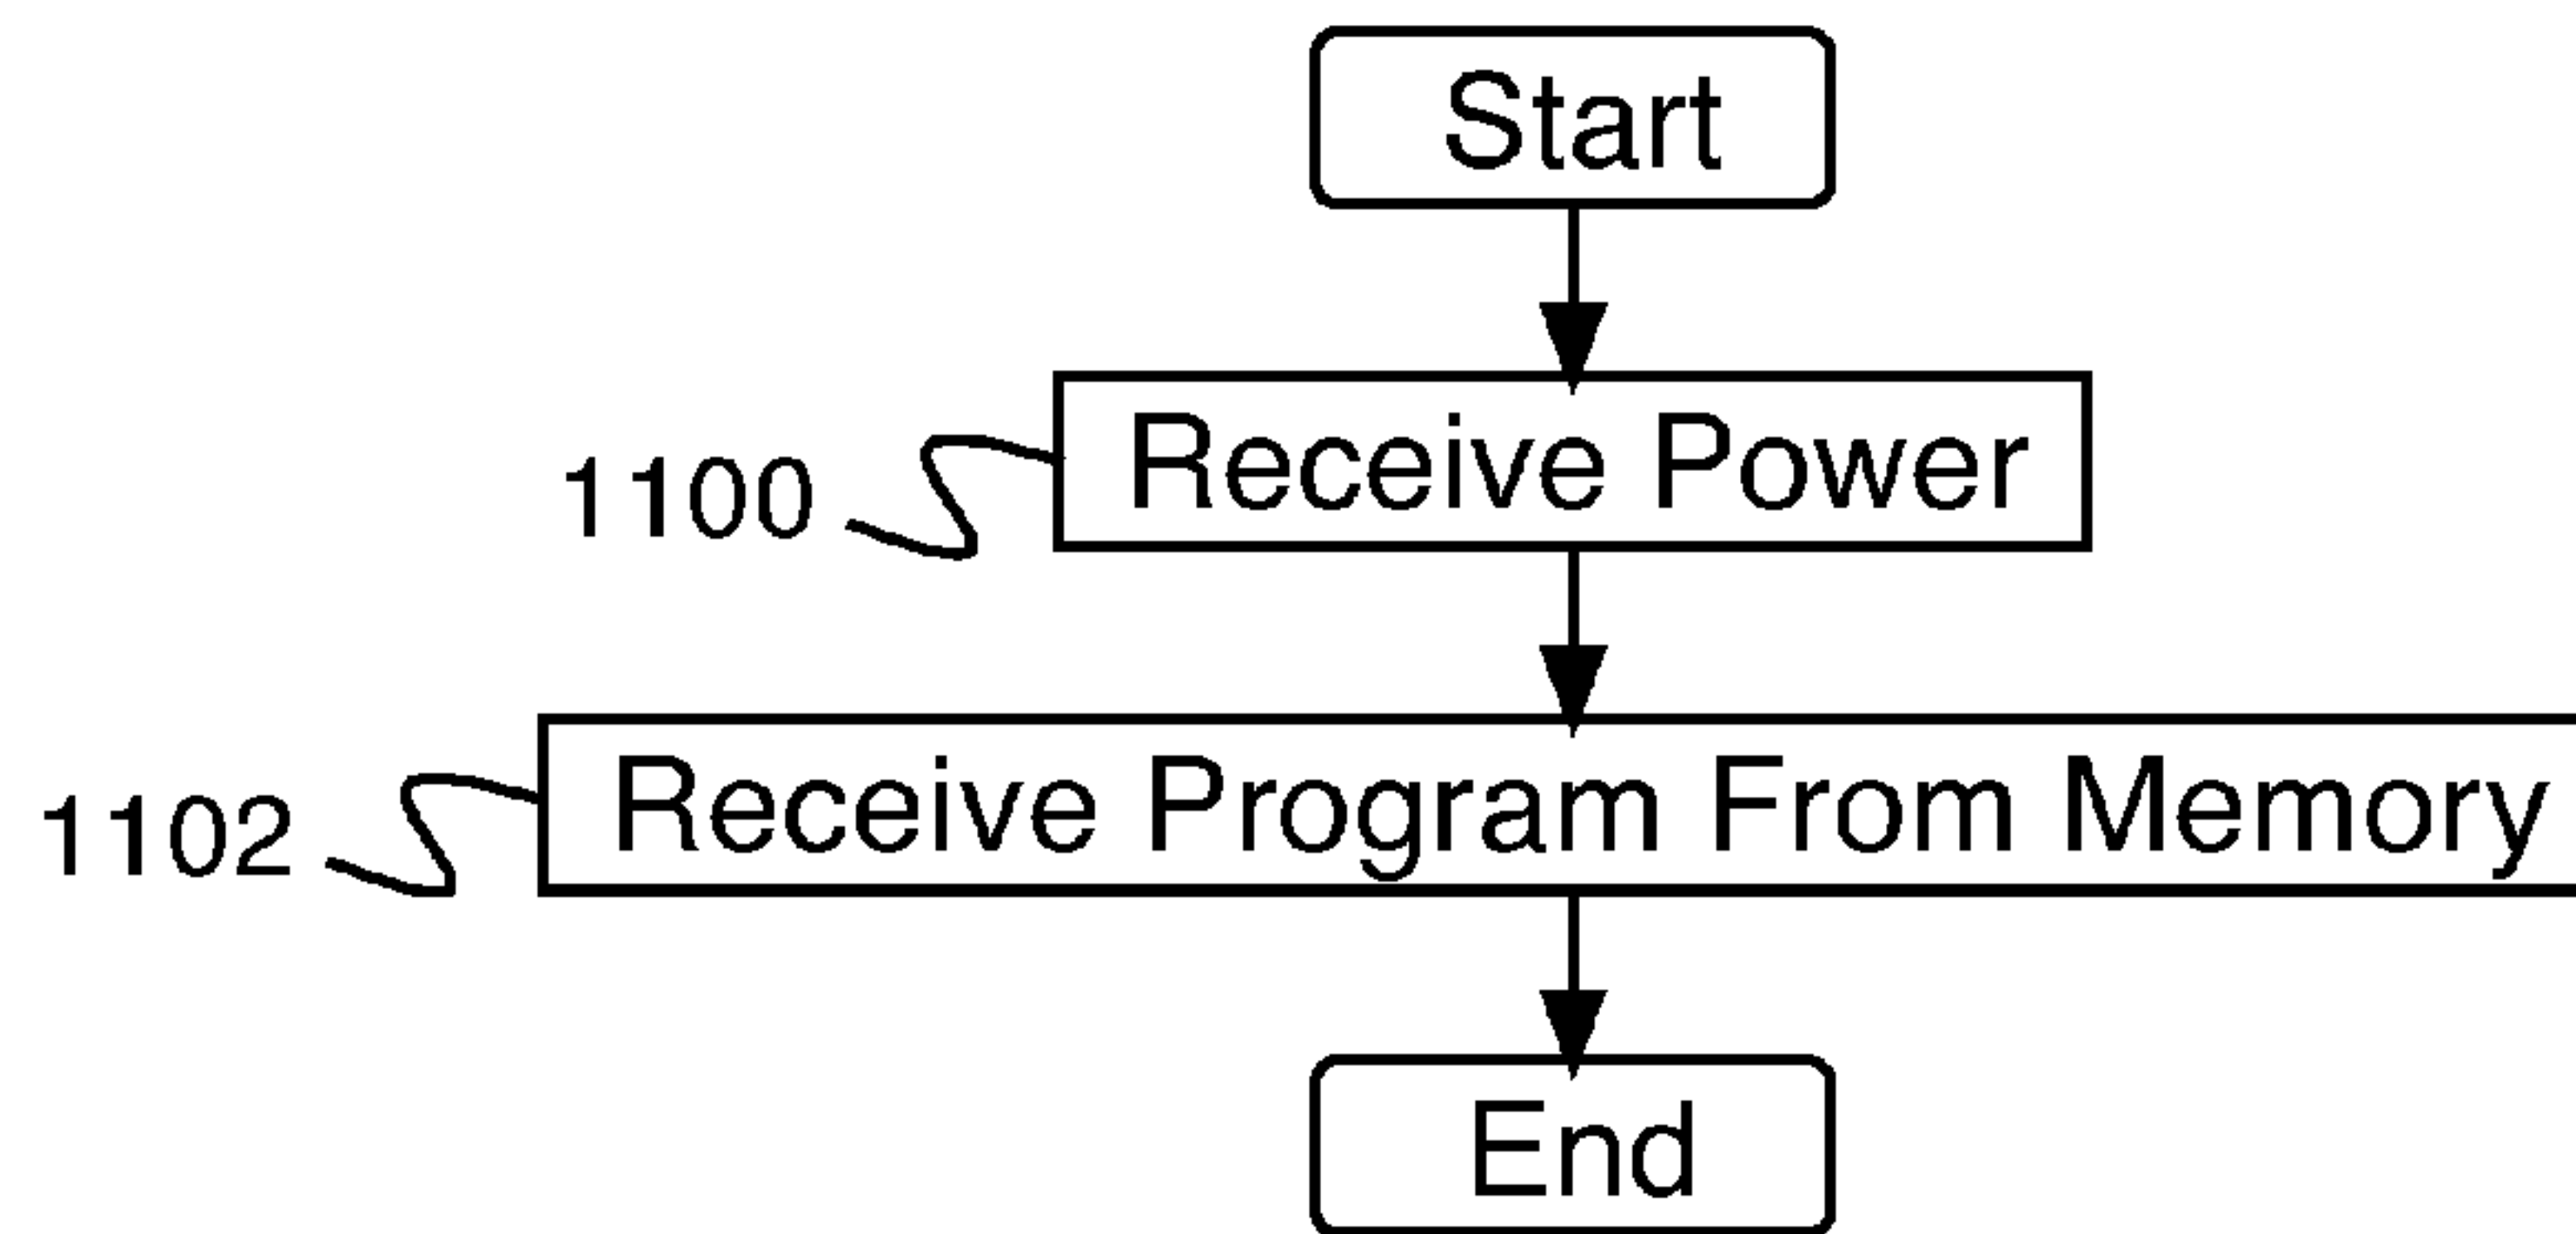 Start
Receive Power
1100
Receive Program From Memory
1102
End